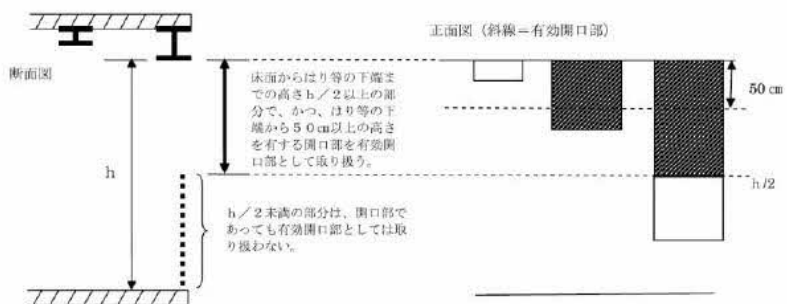 正面図（斜線＝有効開口部）
断面図
床面からはり等の下端ま
での高さｈ／２以上の部
分で、かつ、はり等の下
端から５０㎝以上の高さ
を有する開口部を有効開
口部として取り扱う。
50 ㎝
ｈ
ｈ/2
ｈ／２未満の部分は、開口部で
あっても有効開口部としては取
り扱わない。